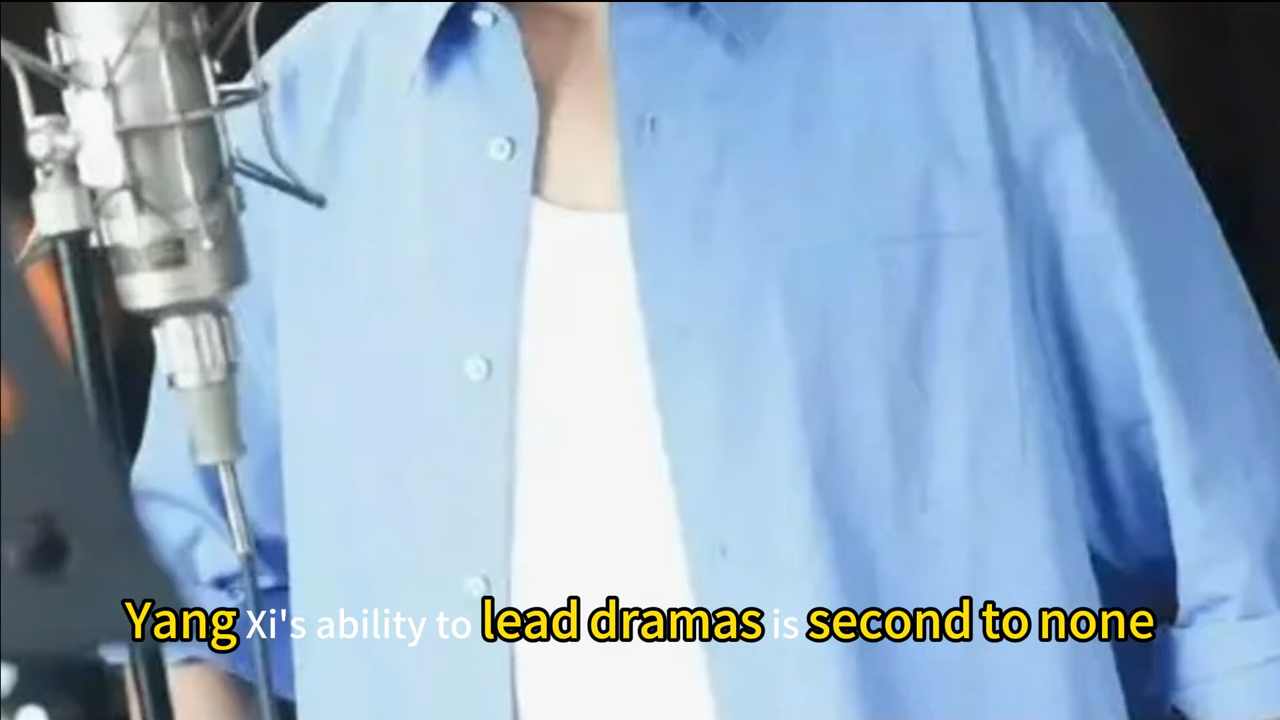 Yang Xi's ability to lead dramas is second to none